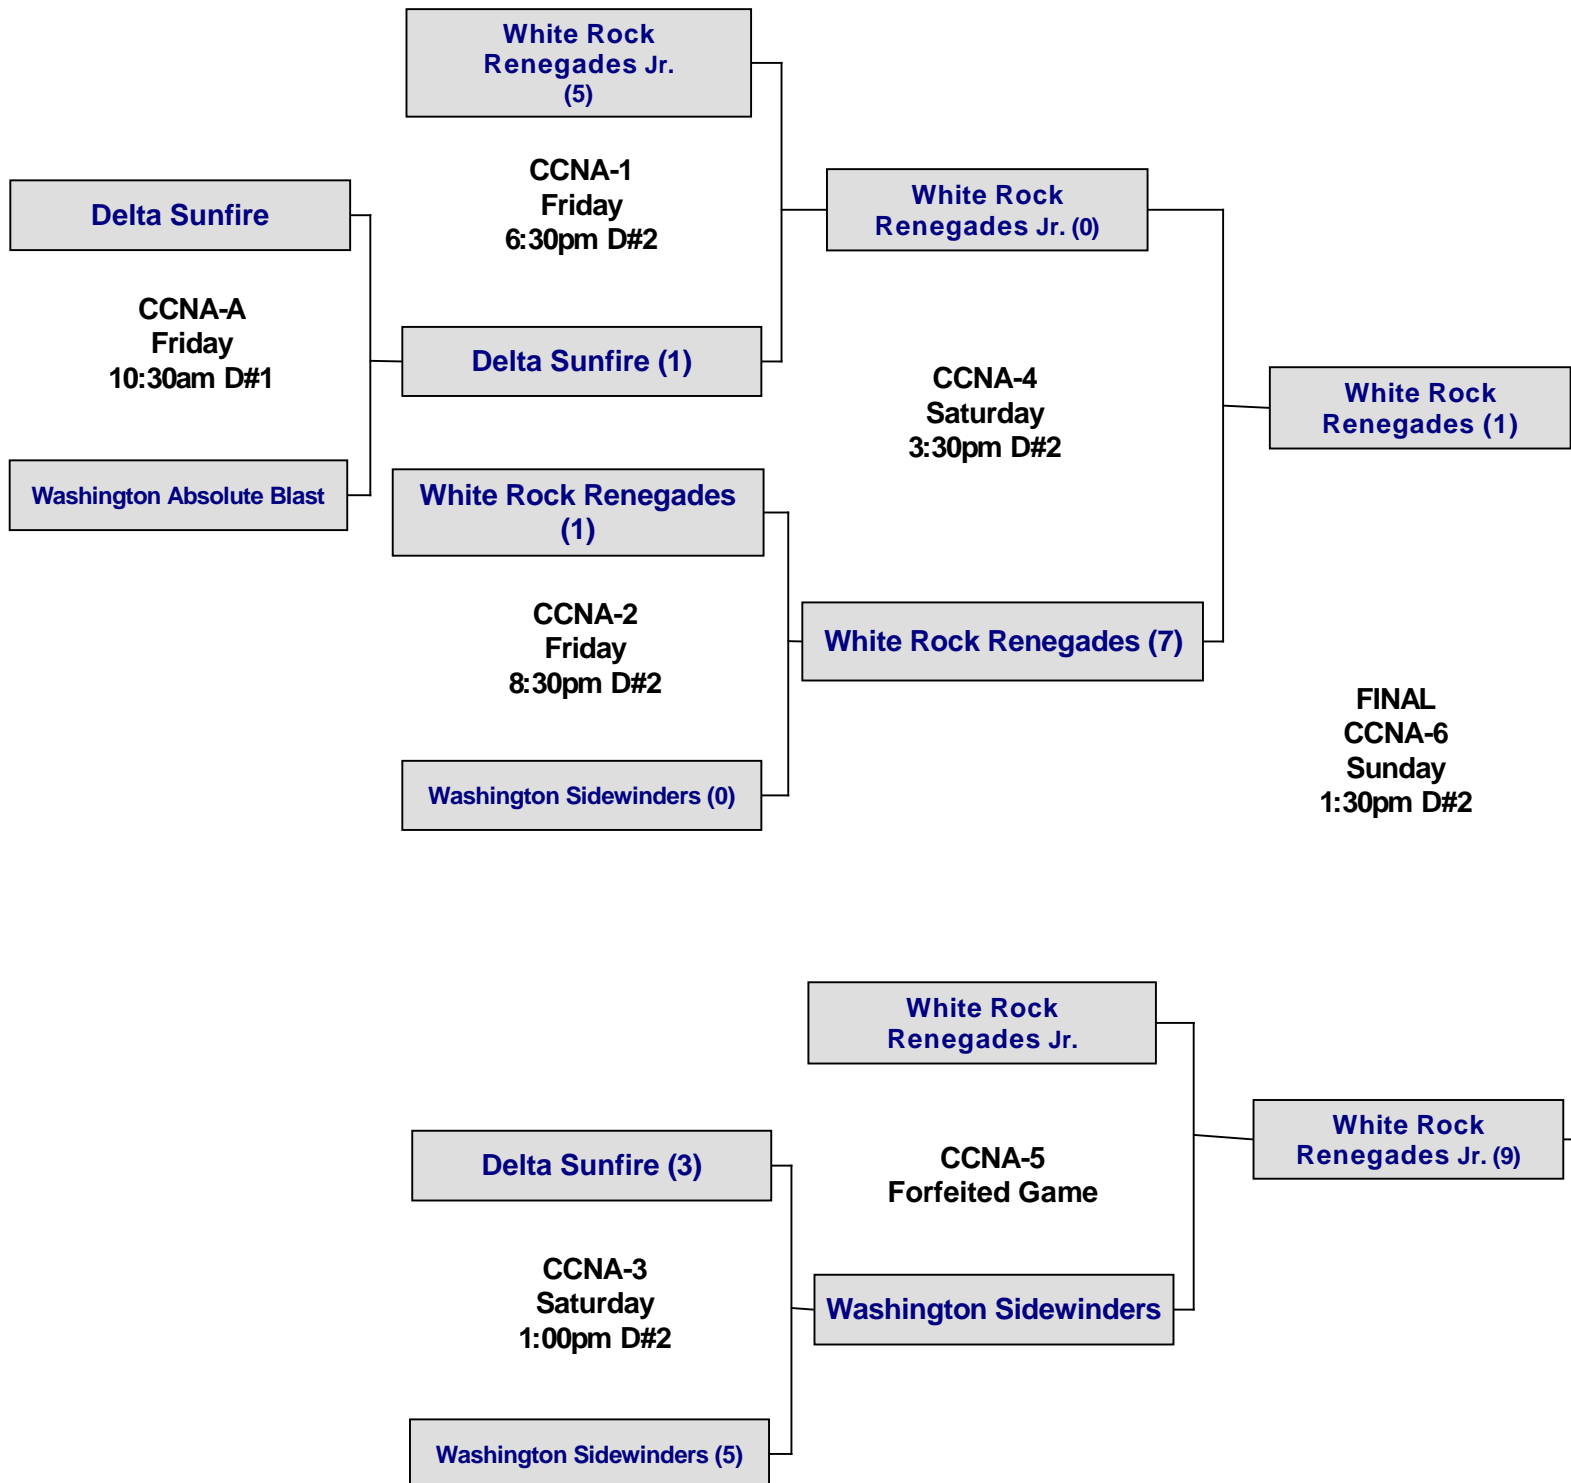 White Rock
Renegades Jr.
(5)
CCNA-1
Friday
6:30pm D#2
White Rock
Renegades Jr. (0)
Delta Sunfire
CCNA-A
Friday
10:30am D#1
Delta Sunfire (1)
CCNA-4
Saturday
3:30pm D#2
White Rock
Renegades (1)
Washington Absolute Blast
White Rock Renegades
(1)
CCNA-2
Friday
8:30pm D#2
White Rock Renegades (7)
FINAL
CCNA-6
Sunday
1:30pm D#2
Washington Sidewinders (0)
White Rock
Renegades Jr.
Delta Sunfire (3)
CCNA-5
Forfeited Game
White Rock
Renegades Jr. (9)
CCNA-3
Saturday
1:00pm D#2
Washington Sidewinders
Washington Sidewinders (5)